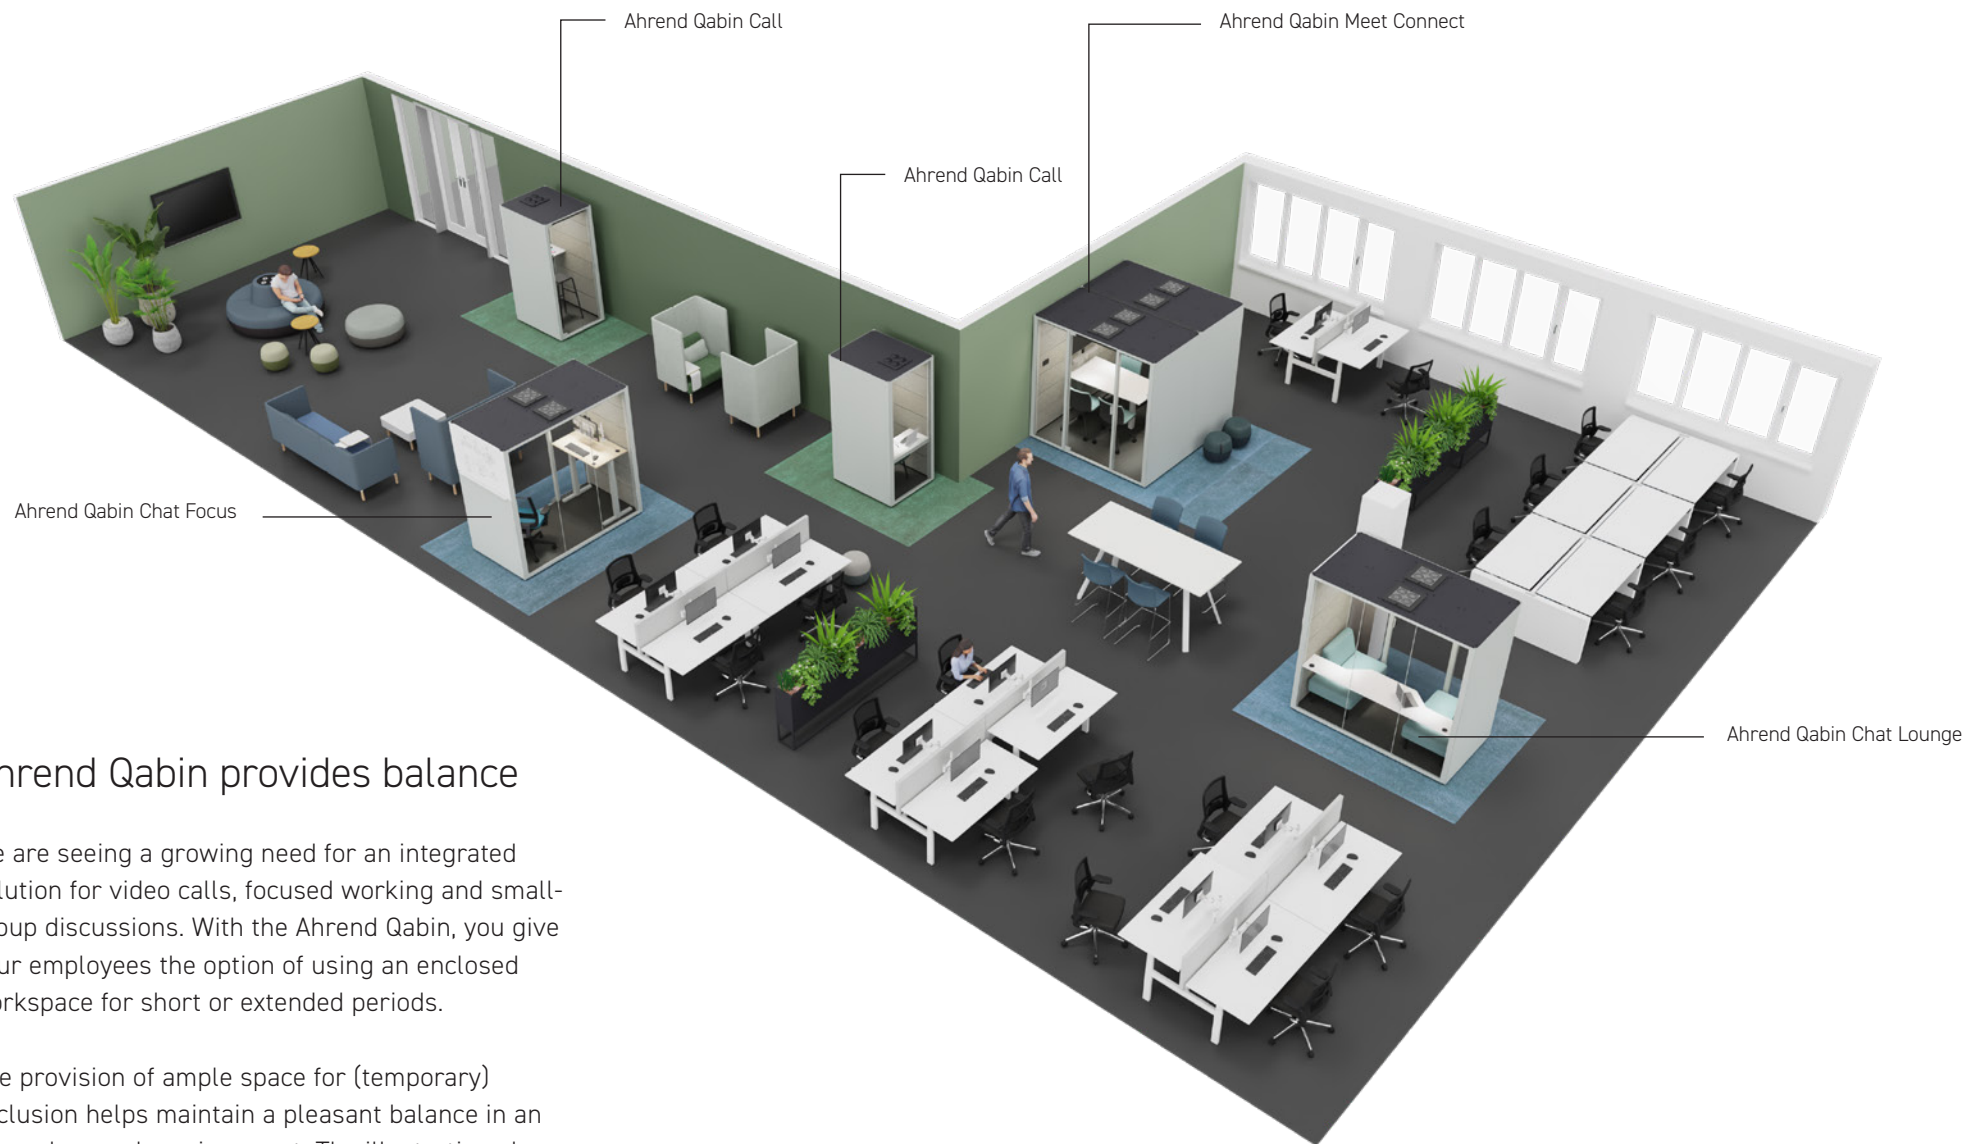 Ahrend Qabin Call
Ahrend Qabin Meet Connect
Ahrend Qabin Call
Ahrend Qabin Chat Focus
Ahrend Qabin Chat Lounge
hrend Qabin provides balance
e are seeing a growing need for an integrated
lution for video calls, focused working and small-
oup discussions. With the Ahrend Qabin, you give
ur employees the option of using an enclosed
orkspace for short or extended periods.
e provision of ample space for (temporary)
clusion helps maintain a pleasant balance in an